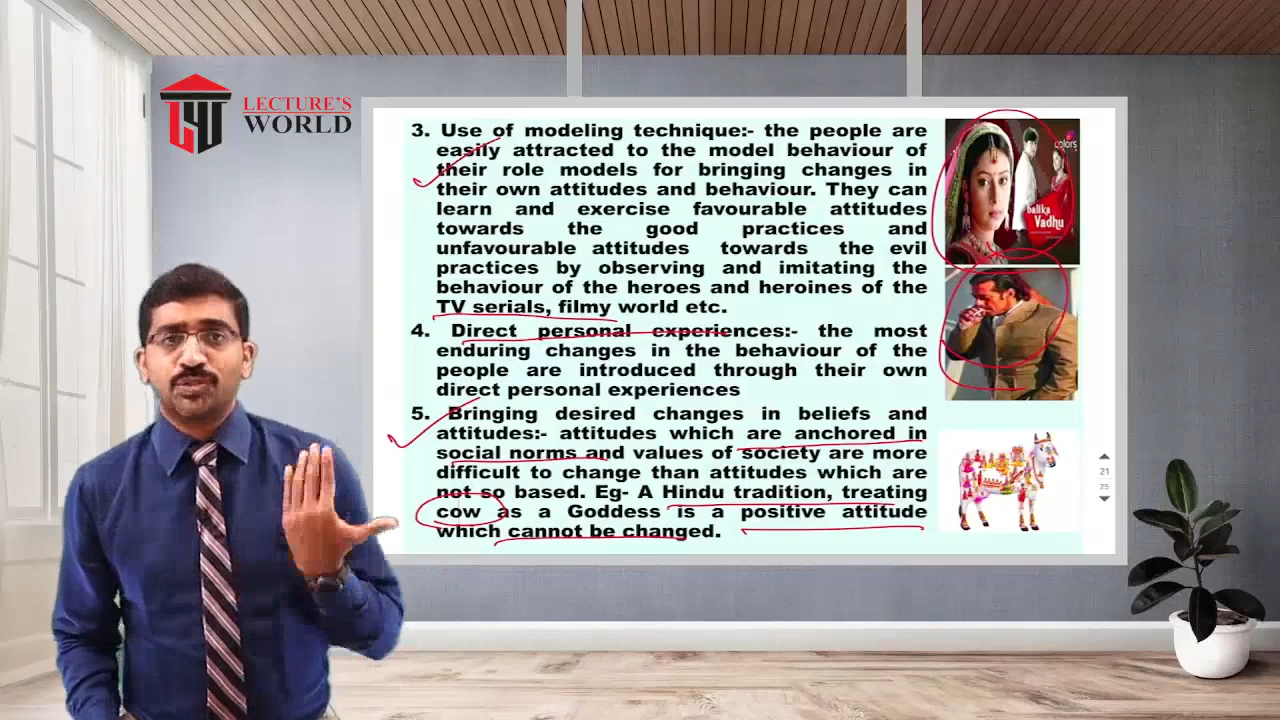 LECTURE'S
WORLD
3. Use of modeling technique:- the people are
easily attracted to the model behaviour of
their role models for bringing changes in
their own attitudes and behaviour. They can
learn and exercise favourable attitudes
towards the good practices and
unfavourable attitudes towards the evil
practices by observing and imitating the
behaviour of the heroes and heroines of the
TV serials, filmy world etc.
4. Direct personal experiences:- the most
enduring changes in the behaviour of the
people are introduced through their own
direct personal experiences
5. Bringing desired changes in beliefs and
attitudes:- attitudes which are anchored in
social norms and values of society are more
difficult to change than attitudes which are
not so based. Eg- A Hindu tradition, treating
cow as a Goddess is a positive attitude
which cannot be changed.
colors
balika
Vadhu
21
25